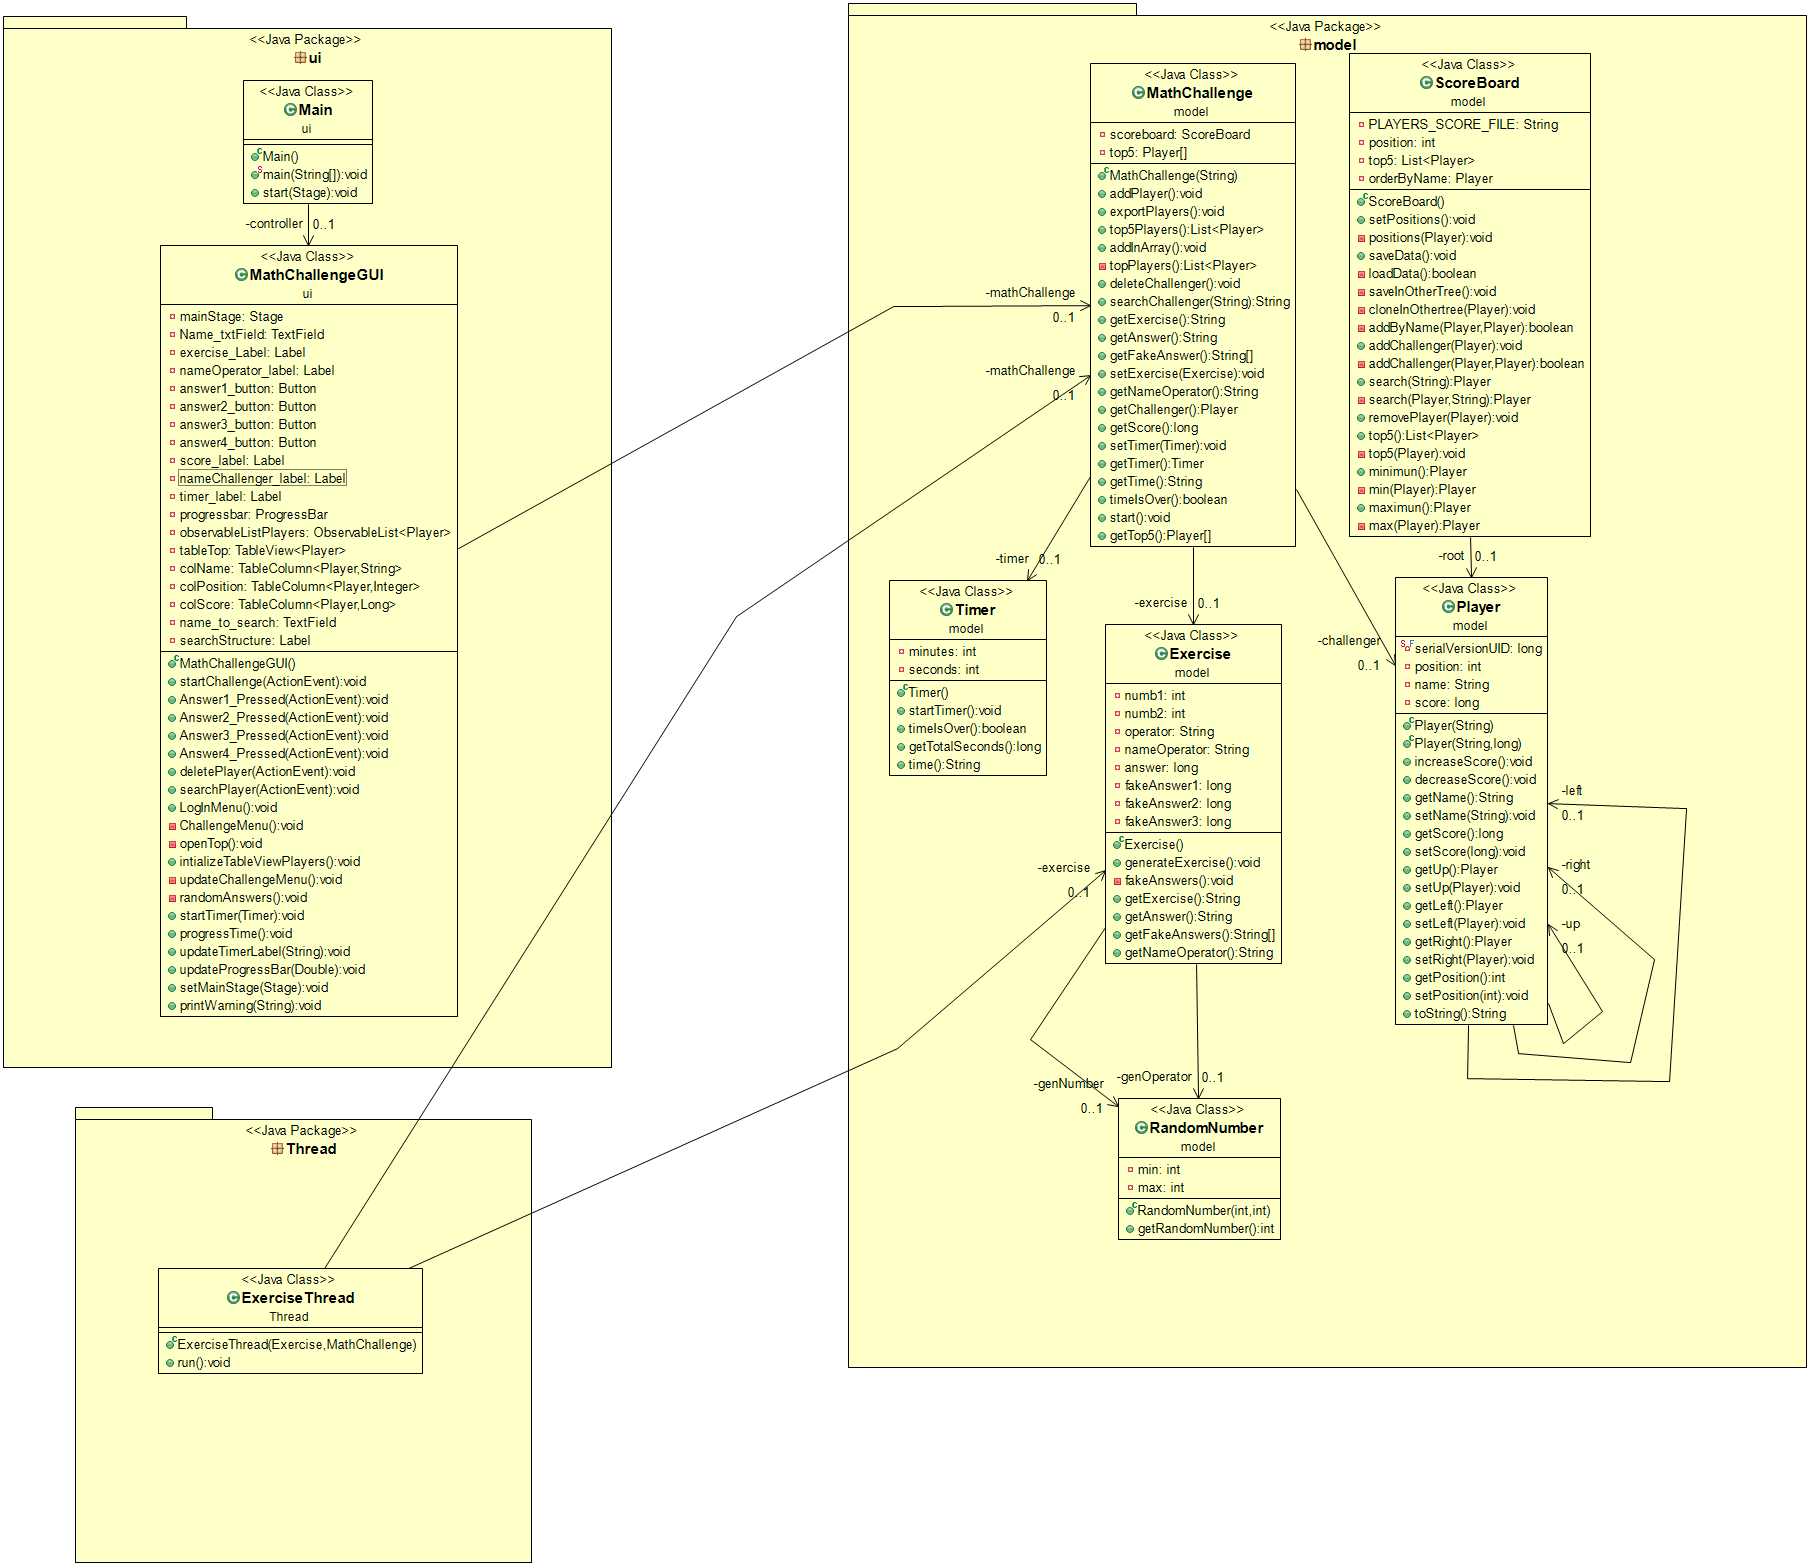 <<Java Package>>
ui
<<Java Class>>
Main
ui
Main()
main(String[]):void
start(Stage):void
-controller
0..1
<<Java Class>>
MathChallengeGUI
ui
mainStage: Stage
Name_txtField: TextField
exercise_Label: Label
nameOperator_label: Label
answer1_button: Button
answer2_button: Button
answer3_button: Button
answer4_button: Button
score_label: Label
nameChallenger_label: Label
timer_label: Label
progressbar: ProgressBar
observableListPlayers: ObservableList<Player>
tableTop: TableView<Player>
colName: TableColumn<Player,String>
colPosition: TableColumn<Player,Integer>
colScore: TableColumn<Player,Long>
name_to_search: TextField
searchStructure: Label
MathChallengeGUI()
startChallenge(ActionEvent):void
Answer1_Pressed(ActionEvent):void
Answer2_Pressed(ActionEvent):void
Answer3_Pressed(ActionEvent):void
Answer4_Pressed(ActionEvent):void
deletePlayer(ActionEvent):void
searchPlayer(ActionEvent):void
LogInMenu():void
ChallengeMenu():void
openTop():void
intializeTableViewPlayers():void
updateChallengeMenu():void
randomAnswers():void
startTimer(Timer):void
progressTime():void
updateTimerLabel(String):void
updateProgressBar(Double):void
setMainStage(Stage):void
printWarning(String):void
<<Java Package>>
Thread
<<Java Class>>
ExerciseThread
Thread
ExerciseThread(Exercise,MathChallenge)
run():void
<<Java Package>>
model
<<Java Class>>
MathChallenge
model
scoreboard: ScoreBoard
top5: Player[]
MathChallenge(String)
addPlayer():void
exportPlayers():void
top5Players():List<Player>
addInArray():void
topPlayers():List<Player>
deleteChallenger():void
searchChallenger(String):String
getExercise():String
getAnswer():String
getFakeAnswer():String[]
setExercise(Exercise):void
getNameOperator():String
getChallenger():Player
getScore():long
setTimer(Timer):void
getTimer:Timer
getTime():String
timeIsOver():boolean
start():void
getTop5():Player[]
-mathChallenge
0..1
-mathChallenge
0..1
<<Java Class>>
ScoreBoard
model
PLAYERS_SCORE_FILE: String
position: int
top5: List<Player>
orderByName: Player
ScoreBoard()
setPositions():void
positions(Player):void
saveData():void
loadData():boolean
saveInOtherTree():void
cloneInOthertree(Player):void
addByName(Player,Player):boolean
addChallenger(Player):void
addChallenger(Player,Player):boolean
search(String):Player
search(Player,String):Player
removePlayer(Player):void
top5():List<Player>
top5(Player):void
minimun():Player
min(Player):Player
maximun():Player
max(Player):Player
-timer
0..1
-exercise
0..1
-challenger
0..1
-root
0..1
<<Java Class>>
Timer
model
minutes: int
seconds: int
Timer()
startTimer():void
timeIsOver():boolean
getTotalSeconds():long
time():String
<<Java Class>>
Exercise
model
numb1: int
numb2: int
operator: String
nameOperator: String
answer: long
fakeAnswer1: long
fakeAnswer2: long
fakeAnswer3: long
Exercise()
generateExercise():void
fakeAnswers():void
getExercise():String
getAnswer():String
getFakeAnswers():String[]
getNameOperator():String
-exercise
0..1
<<Java Class>>
Player
model
serialVersionUID: long
position: int
name: String
score: long
Player(String)
Player(String,long)
increaseScore():void
decreaseScore():void
getName():String
setName(String):void
getScore():long
setScore(long):void
getUp():Player
setUp(Player):void
getLeft():Player
setLeft(Player):void
getRight():Player
setRight(Player):void
getPosition():int
setPosition(int):void
toString():String
-left
0..1
-right
0..1
-up
0..1
-genNumber
0..1
-genOperator
0..1
<<Java Class>>
RandomNumber
model
min: int
max: int
RandomNumber(int,int)
getRandomNumber():int